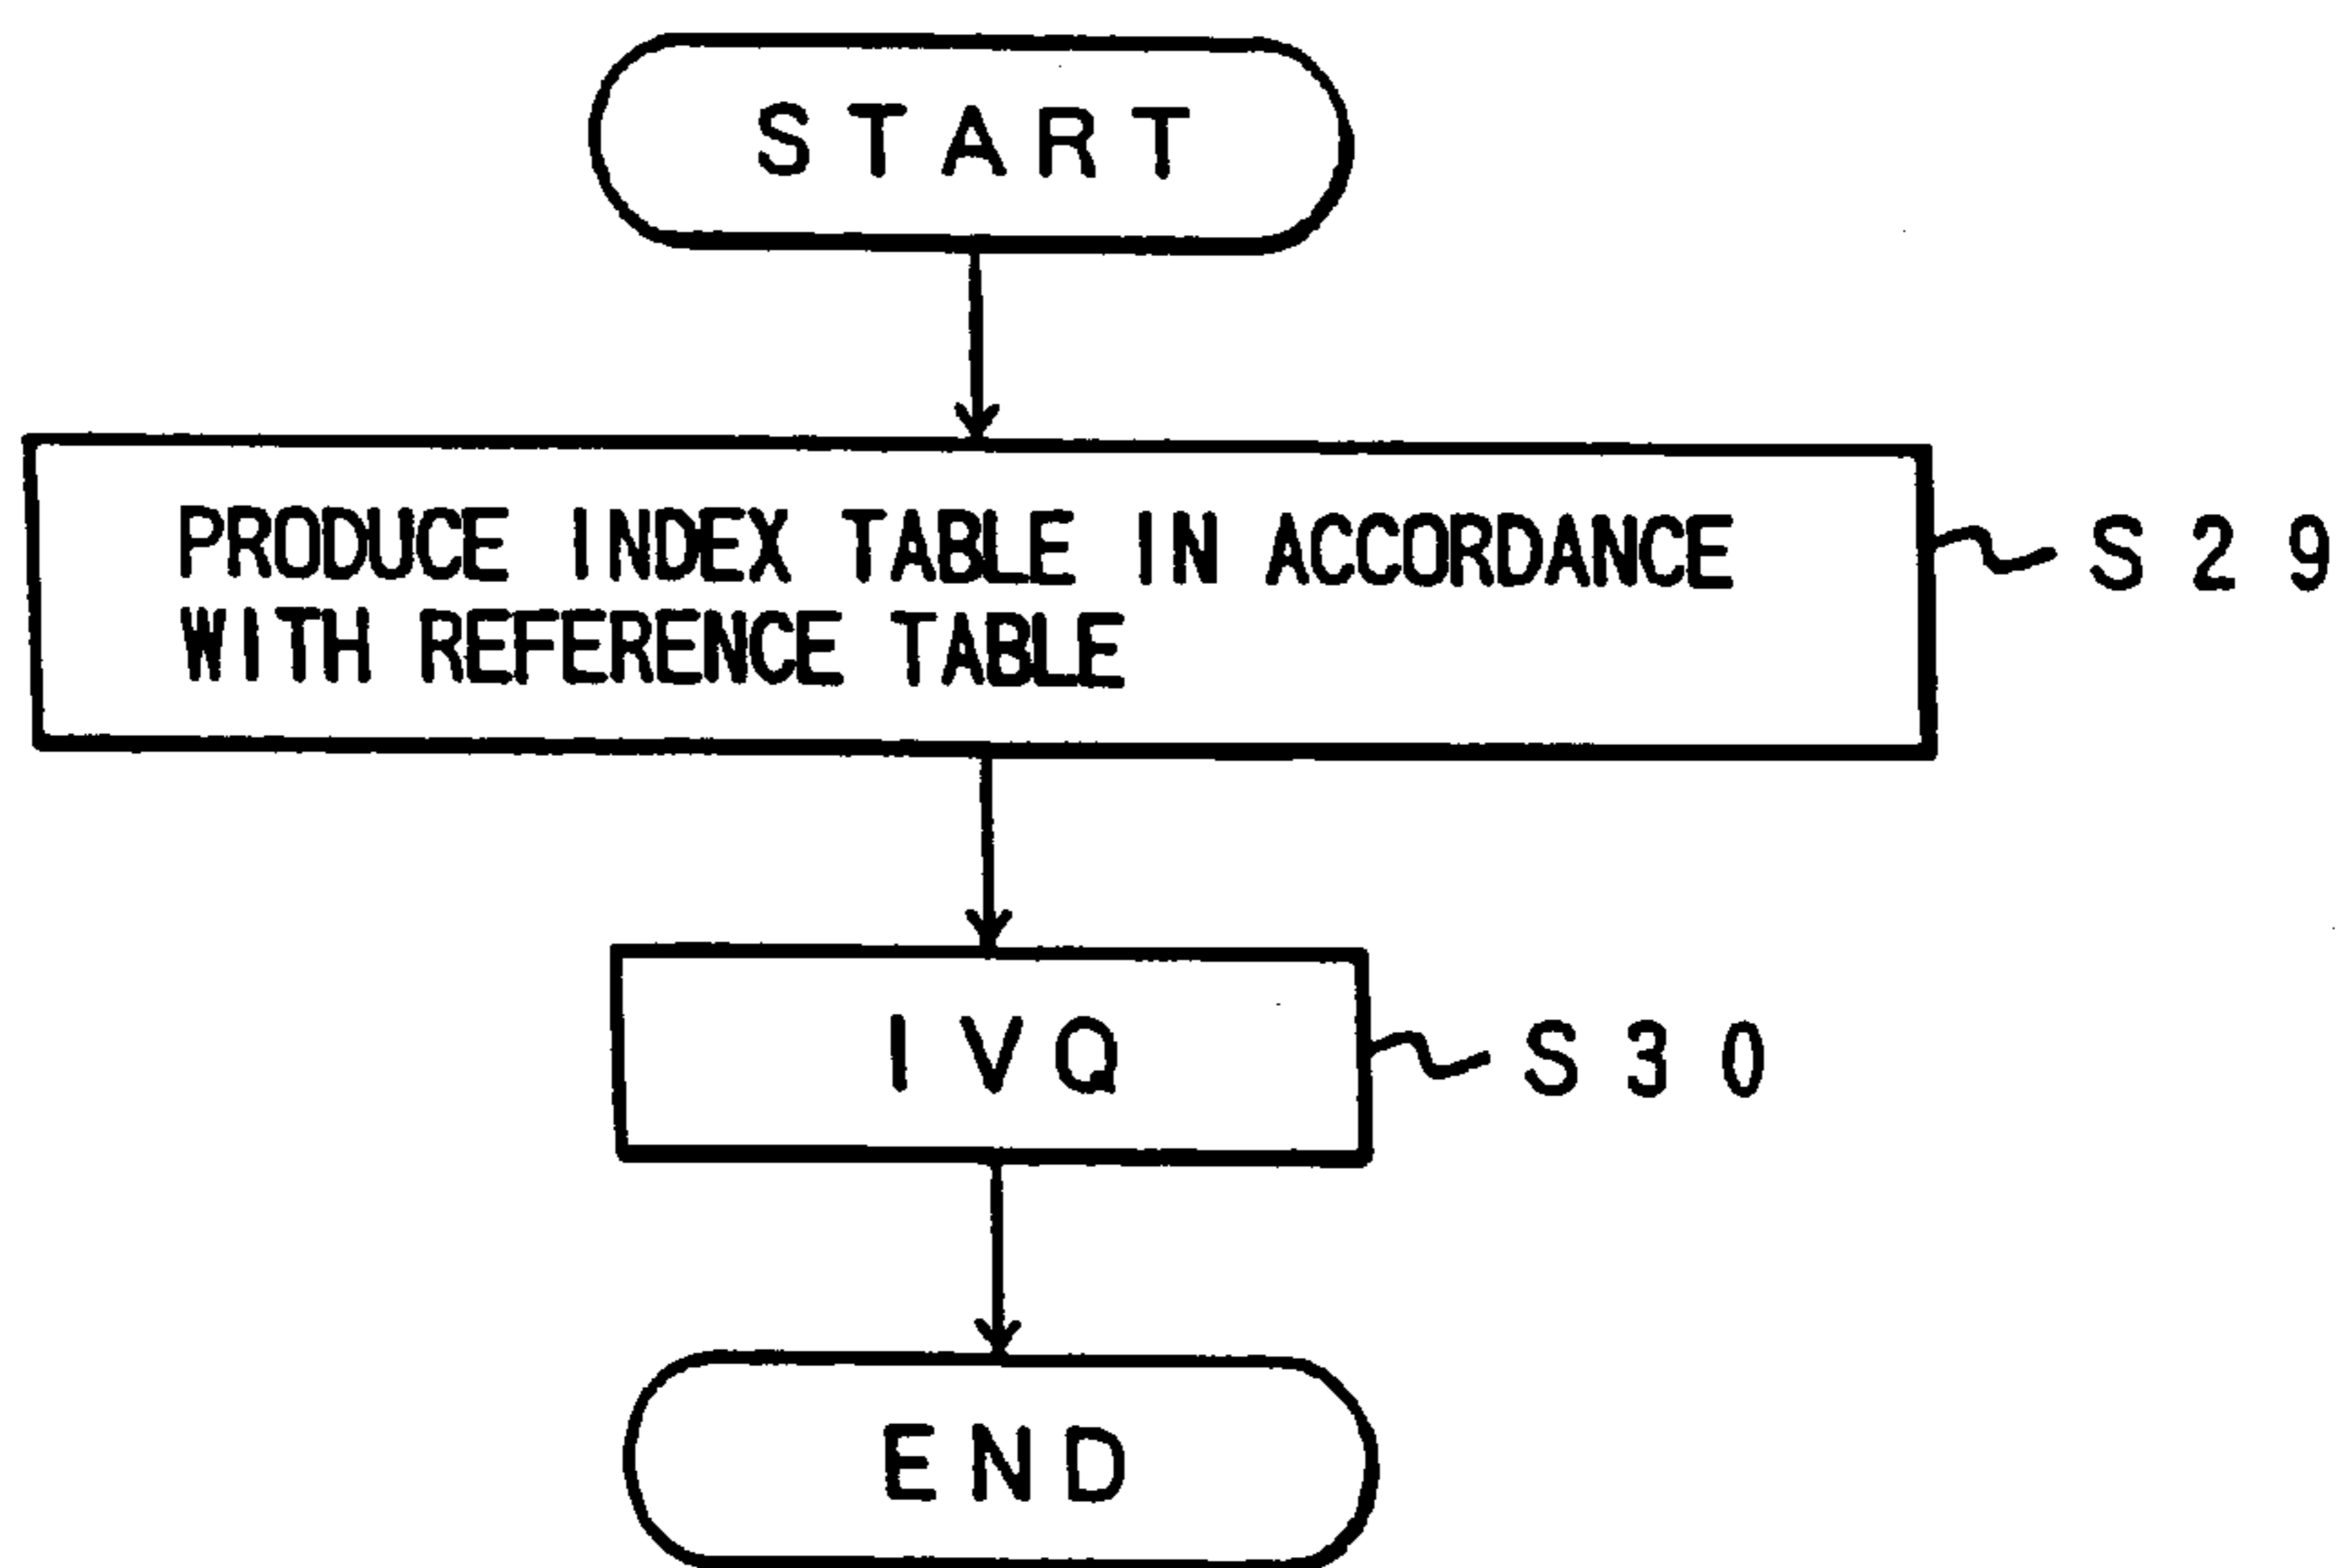 START
PRODUCE INDEX TABLE IN ACCORDANCE
WITH REFERENCE TABLE
S29
IVQ
S30
END